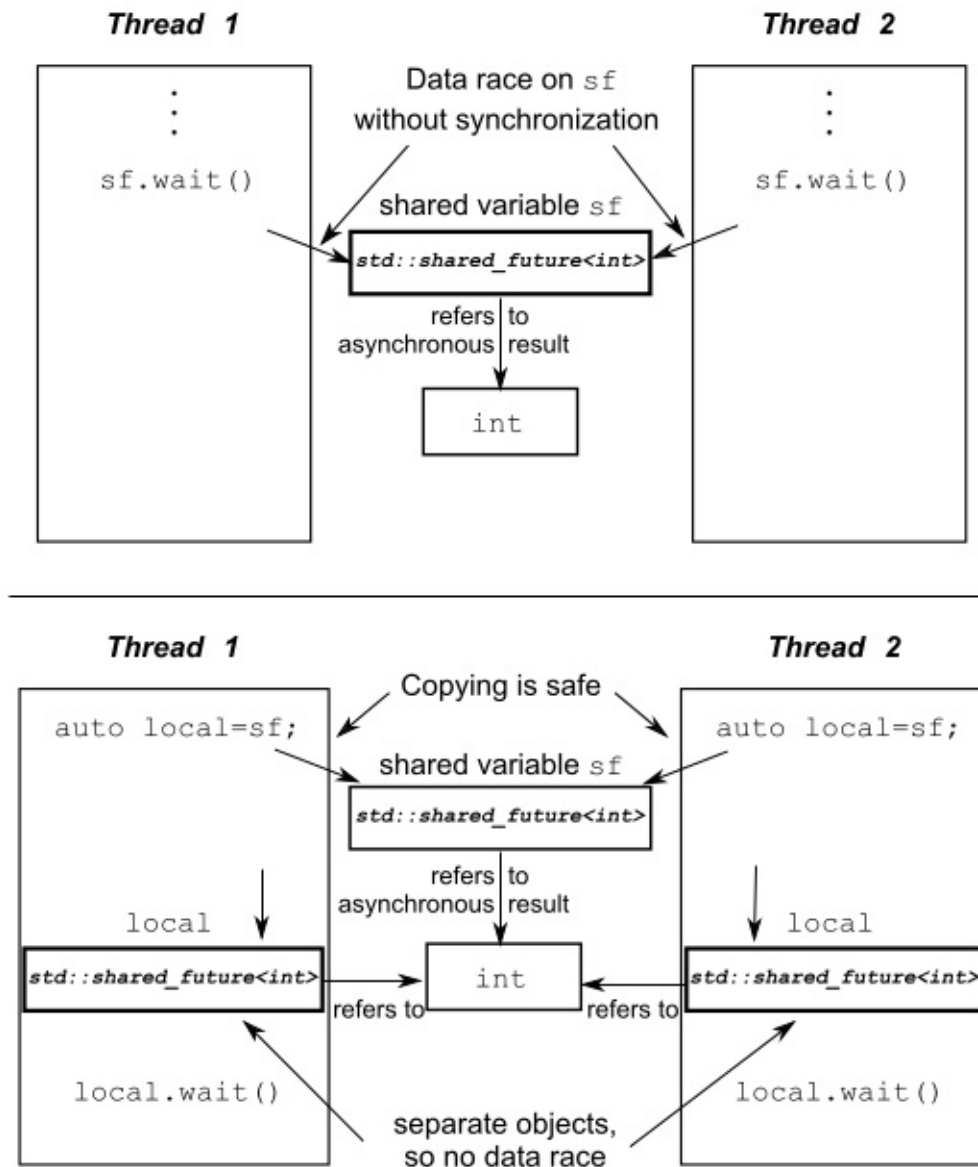 Thread 1
Thread 2
Data race on sf
without synchronization
sf.wait()
sf.wait()
shared variable sf
std::shared_future<int>
refers to
asynchronous result
int
Thread 1
Thread 2
Copying is safe
auto local=sf;
auto local=sf;
shared variable sf
std::shared_future<int>
refers to
asynchronous result
local
local
std::shared_future<int>
int
std::shared_future<int>
refers to
refers to
local.wait()
local.wait()
separate objects,
so no data race